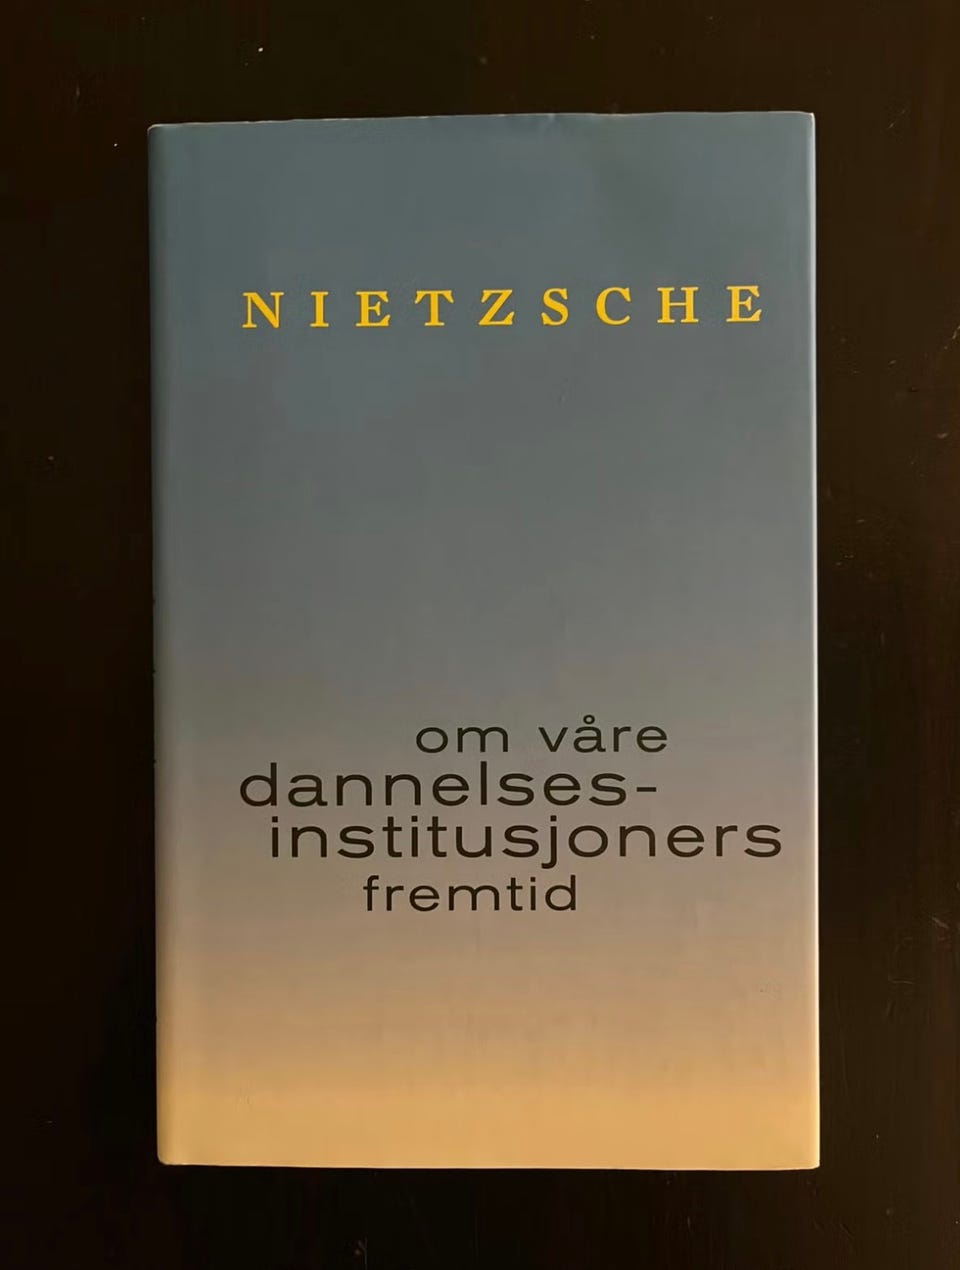 NIETZSCHE
om våre
dannelses-
institusjoners
fremtid